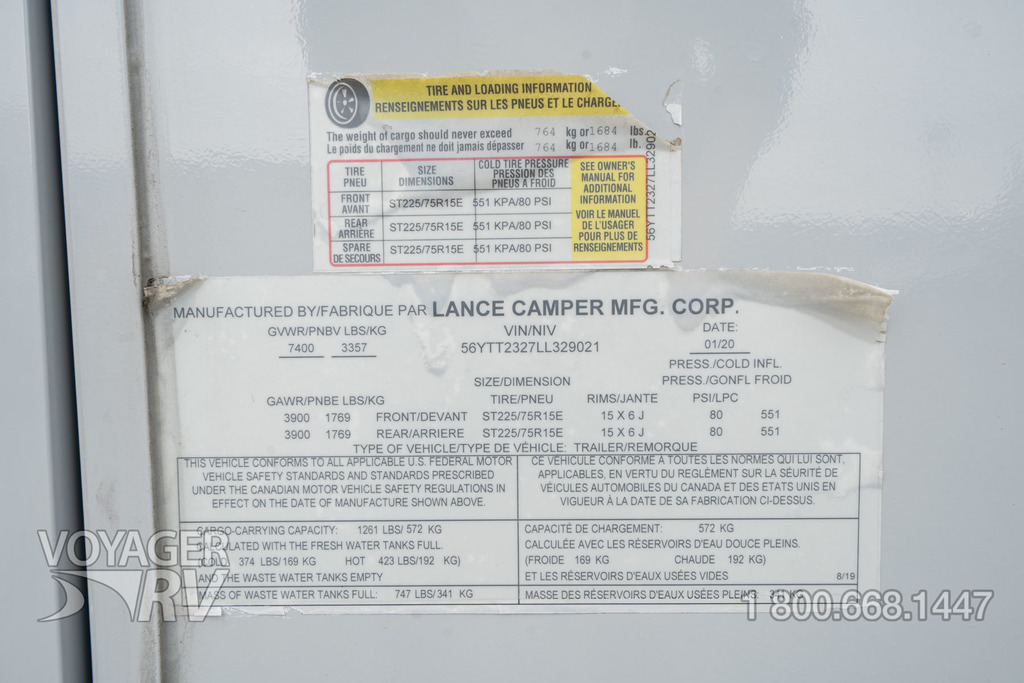 TIRE AND LOADING INFORMATION
RENSEIGNEMENTS SUR LES PNEUS ET LE CHARGE
The weight of cargo should never exceed 764 kg or 1684 lbs.
Le poids du chargement ne doit jamais dépasser 764 kg or 1684 lb.
TIRE PNEU SIZE DIMENSIONS COLD TIRE PRESSURE PRESSION DES PNEUS A FROID
FRONT AVANT ST225/75R15E 551 KPA/80 PSI
REAR ARRIÈRE ST225/75R15E 551 KPA/80 PSI
SPARE DE SECOURS ST225/75R15E 551 KPA/80 PSI
SEE OWNER'S
MANUAL FOR
ADDITIONAL
INFORMATION
VOIR LE MANUEL
DE L'USAGER
POUR PLUS DE
RENSEIGNEMENTS
56YTT2327LL32902
MANUFACTURED BY/FABRIQUE PAR LANCE CAMPER MFG. CORP.
GVWR/PNBV LBS/KG VIN/NIV DATE:
7400 3357 56YTT2327LL329021 01/20
PRESS./COLD INFL.
SIZE/DIMENSION PRESS./GONFL FROID
GAWR/PNBE LBS/KG TIRE/PNEU RIMS/JANTE PSI/LPC
3900 1769 FRONT/DEVANT ST225/75R15E 15 X 6 J 80 551
3900 1769 REAR/ARRIERE ST225/75R15E 15 X 6 J 80 551
TYPE OF VEHICLE/TYPE DE VÉHICULE: TRAILER/REMORQUE
THIS VEHICLE CONFORMS TO ALL APPLICABLE U.S. FEDERAL MOTOR
VEHICLE SAFETY STANDARDS AND STANDARDS PRESCRIBED
UNDER THE CANADIAN MOTOR VEHICLE SAFETY REGULATIONS IN
EFFECT ON THE DATE OF MANUFACTURE SHOWN ABOVE.
CE VÉHICULE CONFORME A TOUTES LES NORMES QUI LUI SONT
APPLICABLES, EN VERTU DU REGLÉMENT SUR LA SÉURITÉ DE
VÉICULES AUTOMOBILES DU CANADA ET DES ETATS UNIS EN
VIGUEUR À LA DATE DE SA FABRICATION CI-DESSUS.
CARGO-CARRYING CAPACITY: 1261 LBS/ 572 KG
CALCULATED WITH THE FRESH WATER TANKS FULL.
(COLD 374 LBS/169 KG HOT 423 LBS/192 KG)
AND THE WASTE WATER TANKS EMPTY
MASS OF WASTE WATER TANKS FULL: 747 LBS/341 KG
CAPACITÉ DE CHARGEMENT: 572 KG
CALCULÉE AVEC LES RÉSERVOIRS D'EAU DOUCE PLEINS.
(FROIDE 169 KG CHAUDE 192 KG)
ET LES RÉSERVOIRS D'EAUX USÉES VIDES 8/19
MASSE DES RÉSERVOIRS D'EAUX USÉES PLEINS: 341 KG
VOYAGER
RV
1 800.668.1447